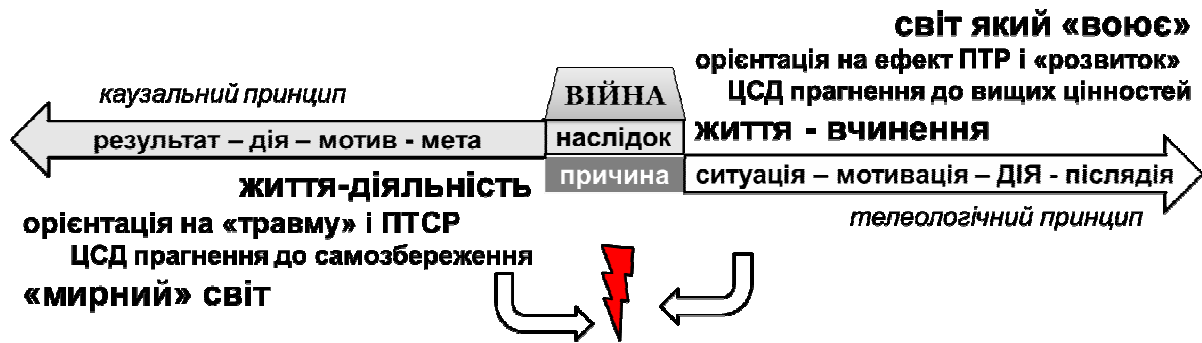 світ який «воює»
орієнтація на ефект ПТР і «розвиток»
ЦСД прагнення до вищих цінностей
каузальний принцип
ВІЙНА
життя - вчинення
результат – дія – мотив - мета
наслідок
причина
ситуація – мотивація – ДІЯ - післядія
життя-діяльність
телеологічний принцип
орієнтація на «травму» і ПТСР
ЦСД прагнення до самозбереження
«мирний» світ